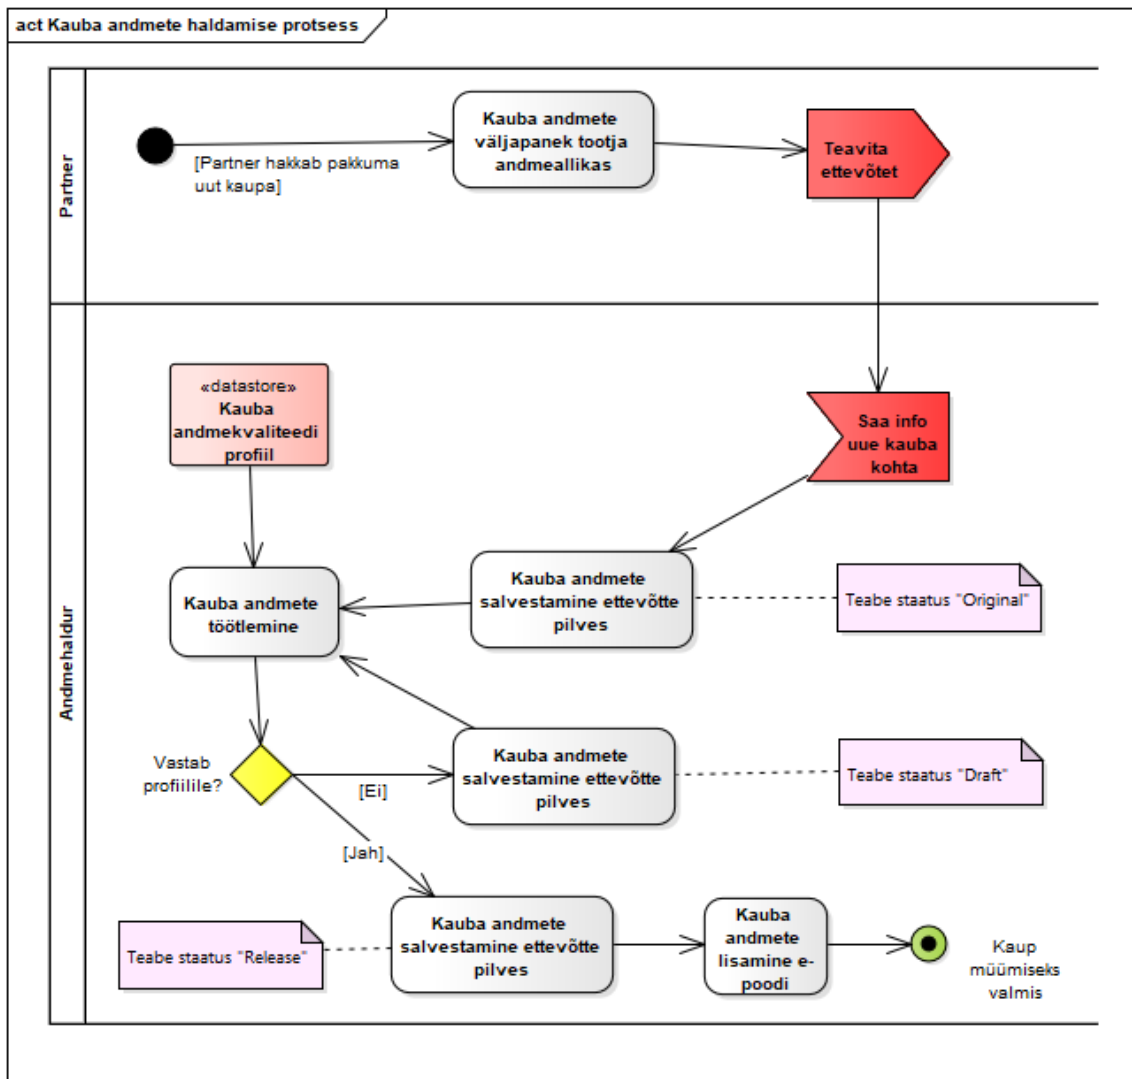 act Kauba andmete haldamise protsess
Partner
Kauba andmete
väljapanek tootja
andmeallikas
Teavita
ettevõtet
[Partner hakkab pakkuma
uut kaupa]
Andmehaldur
«datastore»
Kauba
andmekvaliteedi
profiil
Saa info
uue kauba
kohta
Kauba andmete
töötlemine
Kauba andmete
salvestamine ettevõtte
pilves
Teabe staatus "Original"
Vastab
profiilile?
[Ei]
Kauba andmete
salvestamine ettevõtte
pilves
Teabe staatus "Draft"
[Jah]
Teabe staatus "Release"
Kauba andmete
salvestamine ettevõtte
pilves
Kauba
andmete
lisamine e-
poodi
Kaup
müümiseks
valmis